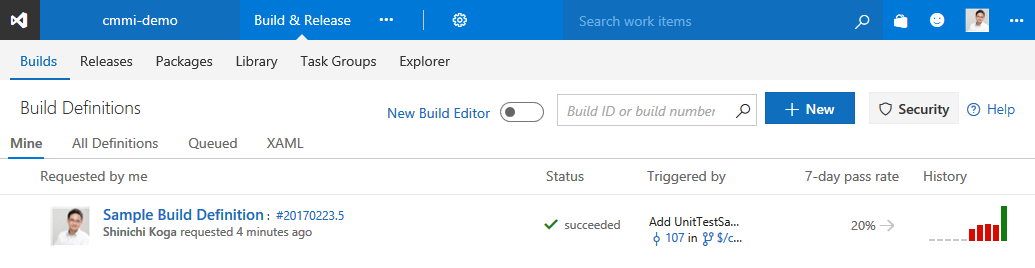 cmmi-demo Build & Release ••• Search work items •••
Builds Releases Packages Library Task Groups Explorer
Build Definitions New Build Editor Build ID or build number + New Security Help
Mine All Definitions Queued XAML
Requested by me Status Triggered by 7-day pass rate History
Sample Build Definition : #20170223.5 succeeded Add UnitTestSa... 20%
Shinichi Koga requested 4 minutes ago 107 in $/c...